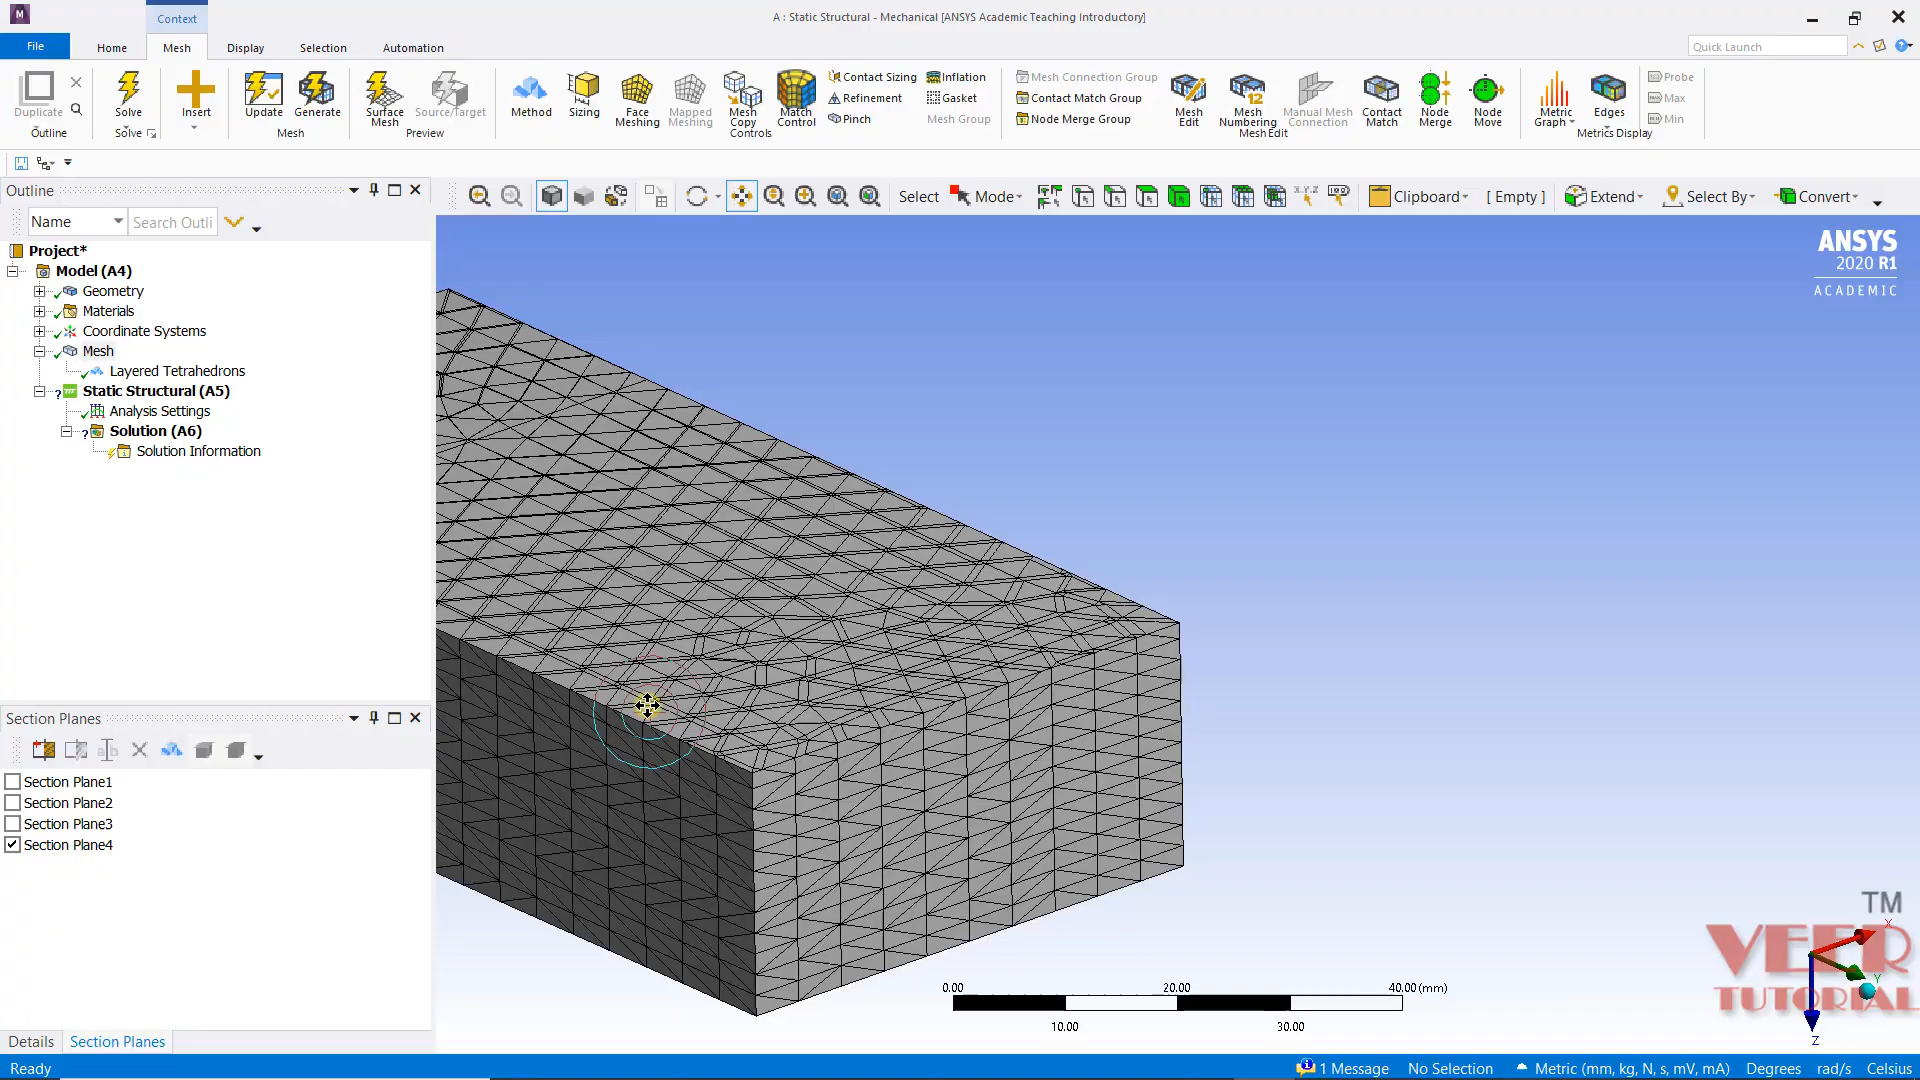 M
Context
A : Static Structural - Mechanical [ANSYS Academic Teaching Introductory]
File
Home
Mesh
Display
Selection
Automation
Quick Launch
Duplicate
Outline
Solve
Solve
Insert
Update
Generate
Mesh
Surface Mesh
Source/Target
Preview
Method
Sizing
Face Meshing
Mapped Meshing
Mesh Copy
Match Control
Contact Sizing
Refinement
Pinch
Inflation
Gasket
Mesh Group
Controls
Mesh Connection Group
Contact Match Group
Node Merge Group
Mesh Edit
Mesh Numbering
Manual Mesh Connection
Contact Match
Node Merge
Node Move
Mesh Edit
Metric Graph
Edges
Probe
Max
Min
Metrics Display
Outline
Name
Search Outli
Select
Mode
Clipboard
[ Empty ]
Extend
Select By
Convert
Project*
Model (A4)
Geometry
Materials
Coordinate Systems
Mesh
Layered Tetrahedrons
Static Structural (A5)
Analysis Settings
Solution (A6)
Solution Information
ANSYS
2020 R1
ACADEMIC
Section Planes
Section Plane1
Section Plane2
Section Plane3
Section Plane4
0.00
20.00
40.00 (mm)
10.00
30.00
TM
VEER
TUTORIAL
X
Y
Z
Details
Section Planes
Ready
1 Message
No Selection
Metric (mm, kg, N, s, mV, mA)
Degrees
rad/s
Celsius